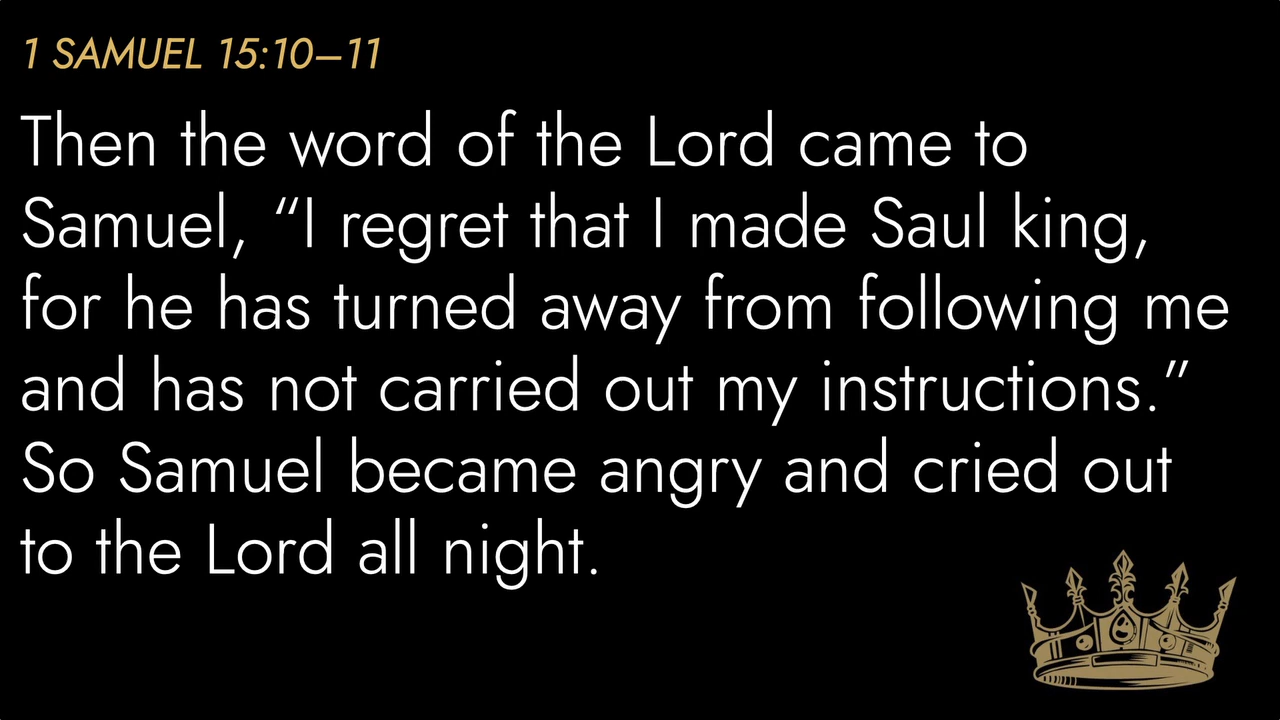 1 SAMUEL 15:10–11
Then the word of the Lord came to
Samuel, “I regret that I made Saul king,
for he has turned away from following me
and has not carried out my instructions.”
So Samuel became angry and cried out
to the Lord all night.